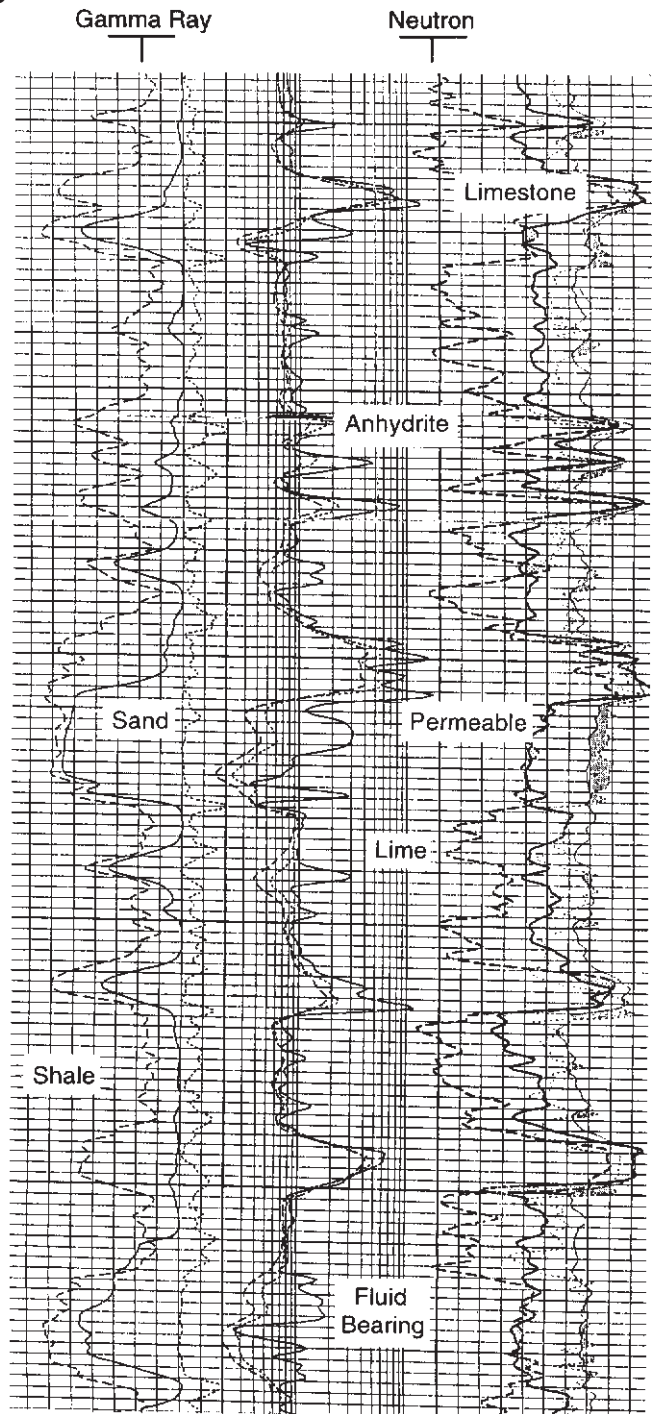 Gamma Ray
Neutron
Limestone
Anhydrite
Sand
Permeable
Lime
Shale
Fluid
Bearing